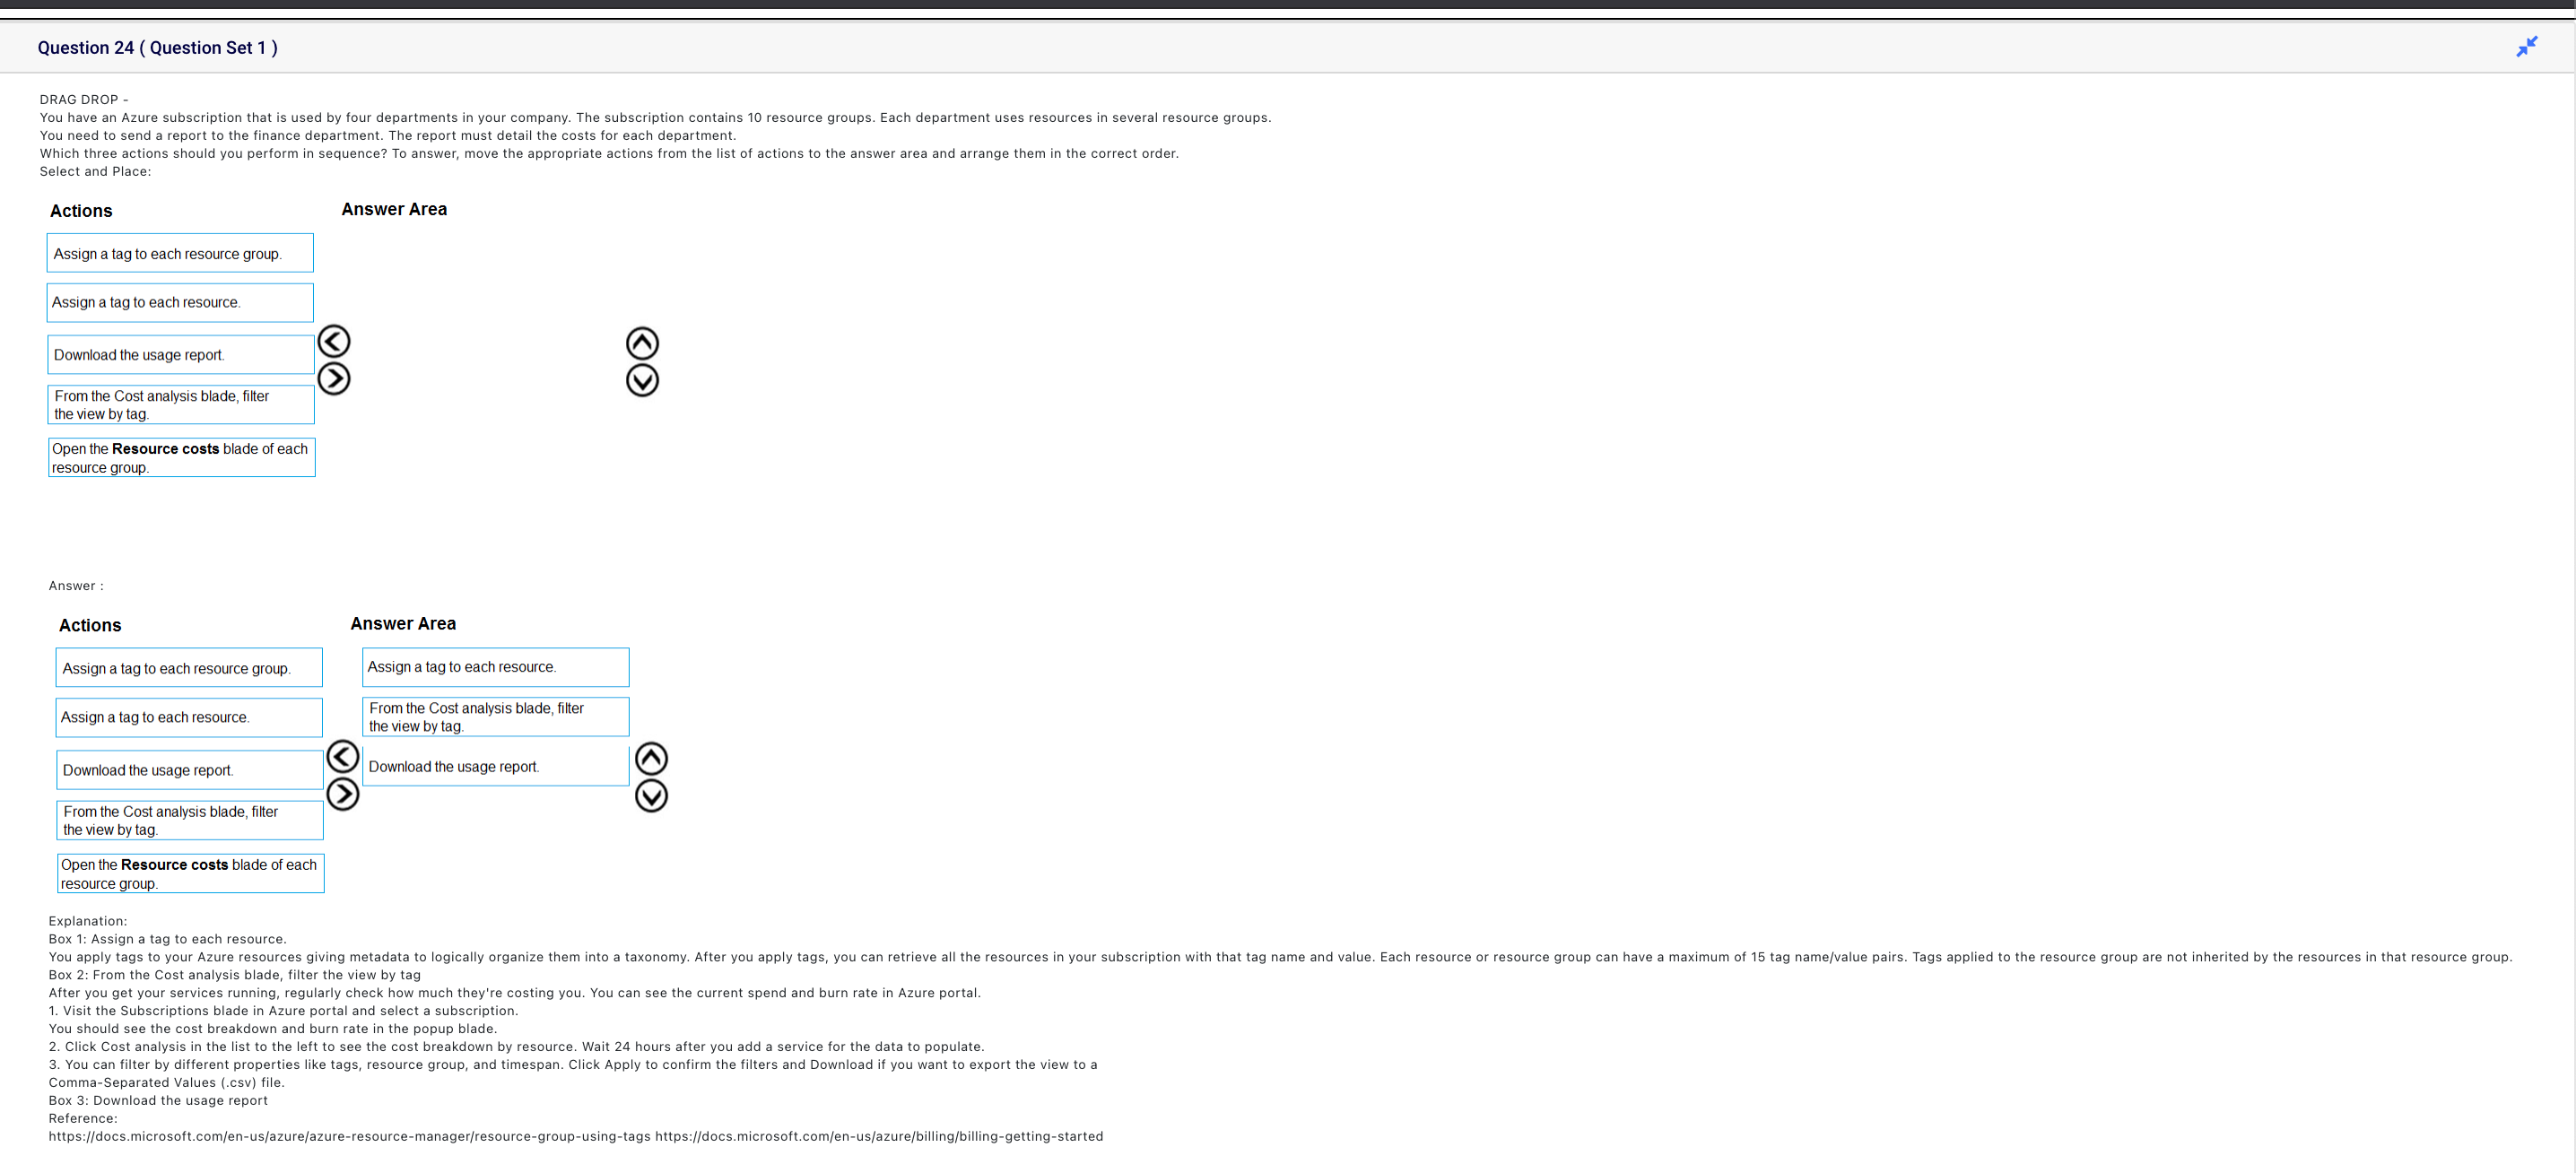 Question 24 ( Question Set 1 )
DRAG DROP -
You have an Azure subscription that is used by four departments in your company. The subscription contains 10 resource groups. Each department uses resources in several resource groups.
You need to send a report to the finance department. The report must detail the costs for each department.
Which three actions should you perform in sequence? To answer, move the appropriate actions from the list of actions to the answer area and arrange them in the correct order.
Select and Place:
Actions
Answer Area
Assign a tag to each resource group.
Assign a tag to each resource.
Download the usage report.
From the Cost analysis blade, filter
the view by tag.
Open the Resource costs blade of each
resource group.
Answer :
Actions
Answer Area
Assign a tag to each resource group.
Assign a tag to each resource.
Download the usage report.
From the Cost analysis blade, filter
the view by tag.
Open the Resource costs blade of each
resource group.
Assign a tag to each resource.
From the Cost analysis blade, filter
the view by tag.
Download the usage report.
Explanation:
Box 1: Assign a tag to each resource.
You apply tags to your Azure resources giving metadata to logically organize them into a taxonomy. After you apply tags, you can retrieve all the resources in your subscription with that tag name and value. Each resource or resource group can have a maximum of 15 tag name/value pairs. Tags applied to the resource group are not inherited by the resources in that resource group.
Box 2: From the Cost analysis blade, filter the view by tag
After you get your services running, regularly check how much they're costing you. You can see the current spend and burn rate in Azure portal.
1. Visit the Subscriptions blade in Azure portal and select a subscription.
You should see the cost breakdown and burn rate in the popup blade.
2. Click Cost analysis in the list to the left to see the cost breakdown by resource. Wait 24 hours after you add a service for the data to populate.
3. You can filter by different properties like tags, resource group, and timespan. Click Apply to confirm the filters and Download if you want to export the view to a
Comma-Separated Values (.csv) file.
Box 3: Download the usage report
Reference:
https://docs.microsoft.com/en-us/azure/azure-resource-manager/resource-group-using-tags https://docs.microsoft.com/en-us/azure/billing/billing-getting-started